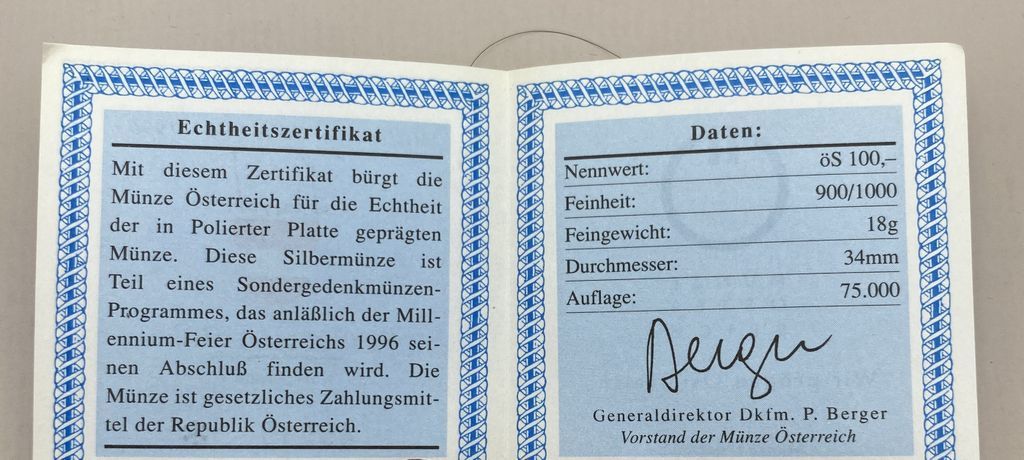 Echtheitszertifikat
Mit diesem Zertifikat bürgt die
Münze Österreich für die Echtheit
der in Polierter Platte geprägten
Münze. Diese Silbermünze ist
Teil eines Sondergedenkmünzen-
Programmes, das anläßlich der Mill-
ennium-Feier Österreichs 1996 sei-
nen Abschluß finden wird. Die
Münze ist gesetzliches Zahlungsmit-
tel der Republik Österreich.
Daten:
Nennwert: öS 100,–
Feinheit: 900/1000
Feingewicht: 18g
Durchmesser: 34mm
Auflage: 75.000
Berger
Generaldirektor Dkfm. P. Berger
Vorstand der Münze Österreich